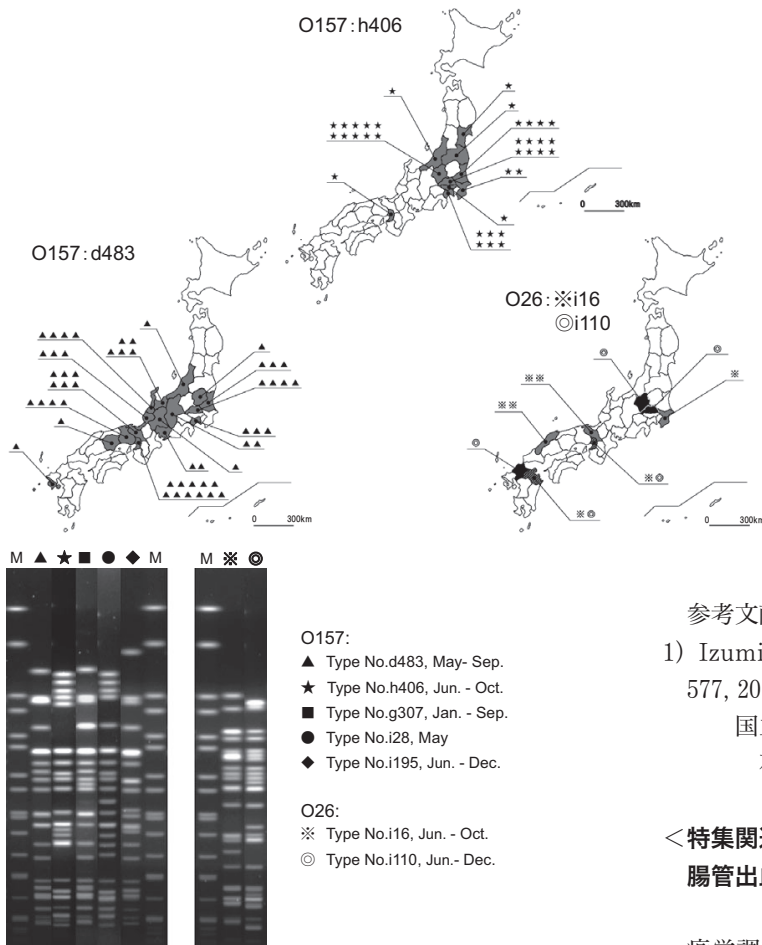 O157:h406
0 300km
O157:d483
0 300km
O26:※i16
◎i110
0 300km
M ▲ ★ ■ ● ◆ M
M ※ ◎
O157:
▲ Type No.d483, May- Sep.
★ Type No.h406, Jun. - Oct.
■ Type No.g307, Jan. - Sep.
● Type No.i28, May
◆ Type No.i195, Jun. - Dec.
O26:
※ Type No.i16, Jun. - Oct.
◎ Type No.i110, Jun.- Dec.
参考文
1) Izumi
577, 20
国
<特集関
腸管出